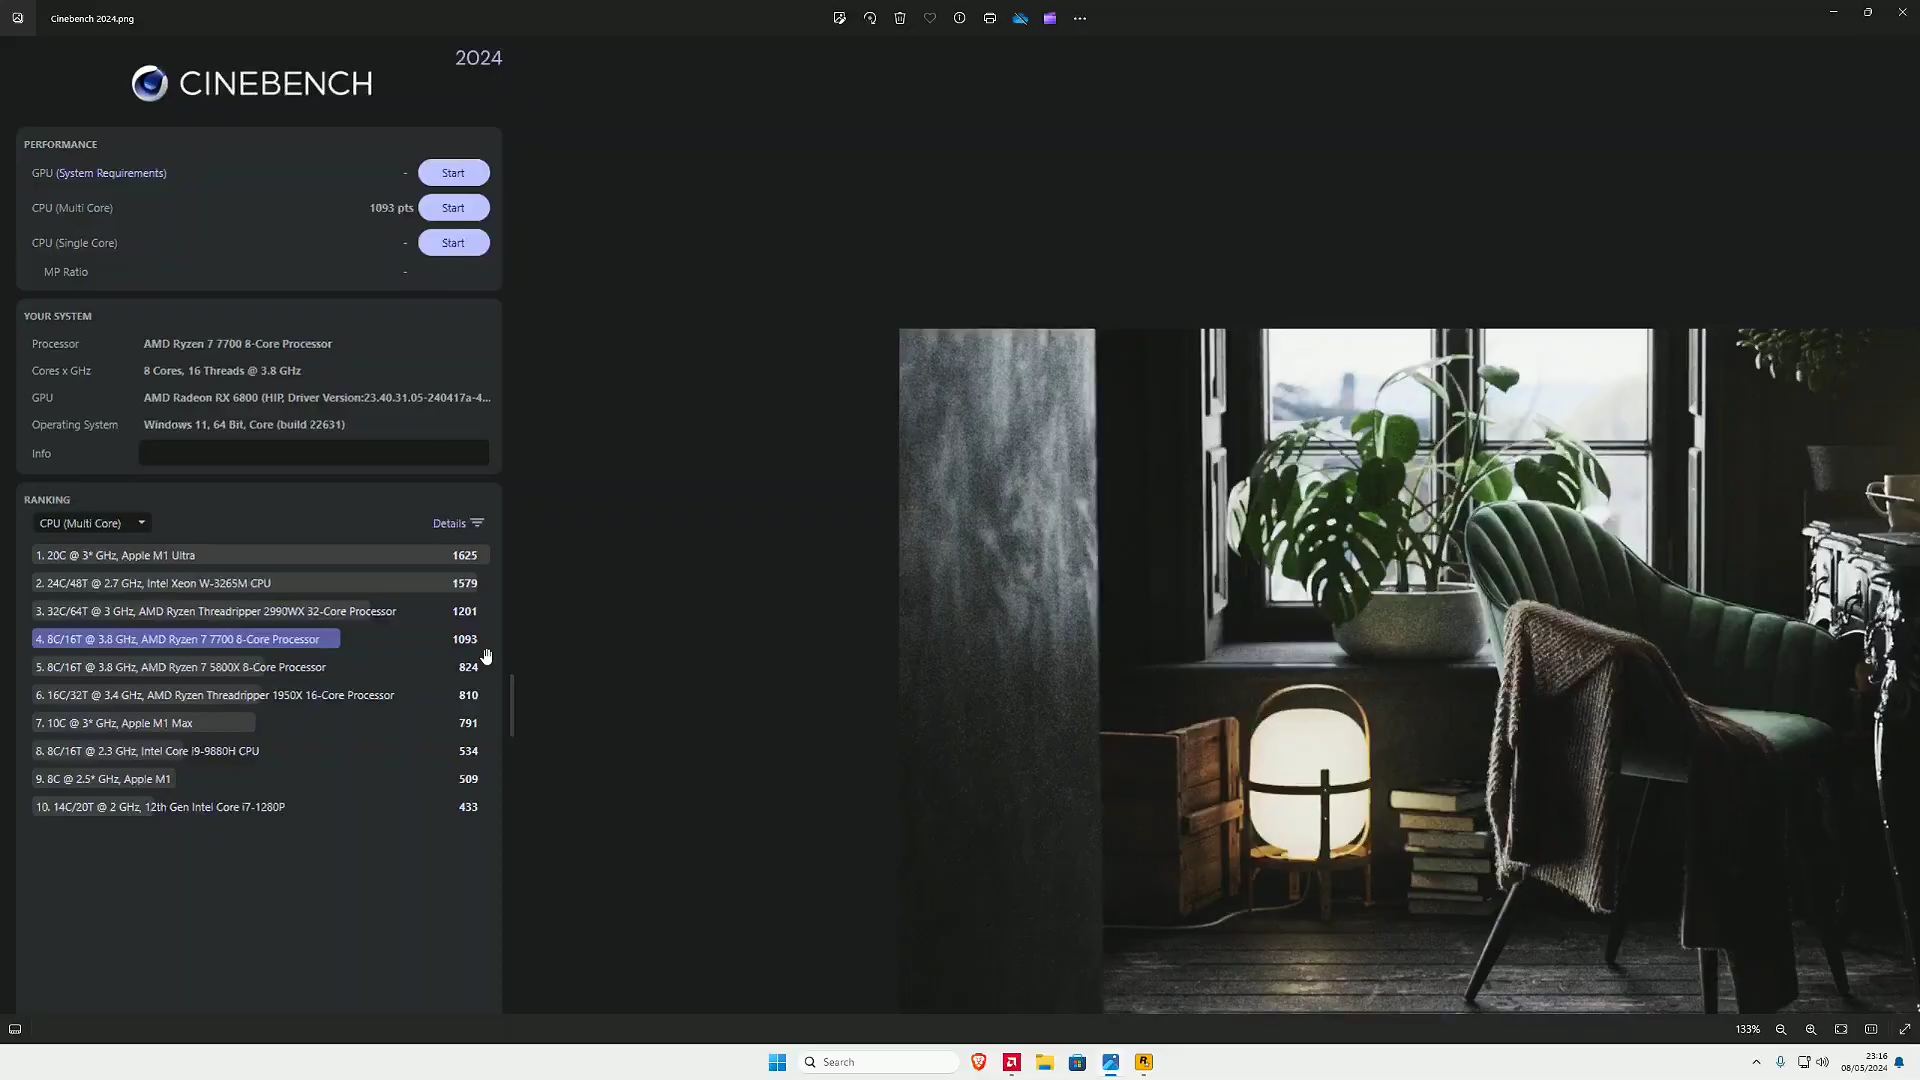 Cinebench 2024.png
2024
CINEBENCH
PERFORMANCE
GPU (System Requirements) - Start
CPU (Multi Core) 1093 pts Start
CPU (Single Core) - Start
MP Ratio -
YOUR SYSTEM
Processor AMD Ryzen 7 7700 8-Core Processor
Cores x GHz 8 Cores, 16 Threads @ 3.8 GHz
GPU AMD Radeon RX 6800 (HIP, Driver Version:23.40.31.05-240417a-4...
Operating System Windows 11, 64 Bit, Core (build 22631)
Info
RANKING
CPU (Multi Core) Details
1. 20C @ 3* GHz, Apple M1 Ultra 1625
2. 24C/48T @ 2.7 GHz, Intel Xeon W-3265M CPU 1579
3. 32C/64T @ 3 GHz, AMD Ryzen Threadripper 2990WX 32-Core Processor 1201
4. 8C/16T @ 3.8 GHz, AMD Ryzen 7 7700 8-Core Processor 1093
5. 8C/16T @ 3.8 GHz, AMD Ryzen 7 5800X 8-Core Processor 824
6. 16C/32T @ 3.4 GHz, AMD Ryzen Threadripper 1950X 16-Core Processor 810
7. 10C @ 3* GHz, Apple M1 Max 791
8. 8C/16T @ 2.3 GHz, Intel Core i9-9880H CPU 534
9. 8C @ 2.5* GHz, Apple M1 509
10. 14C/20T @ 2 GHz, 12th Gen Intel Core i7-1280P 433
133%
Search
23:16
08/05/2024